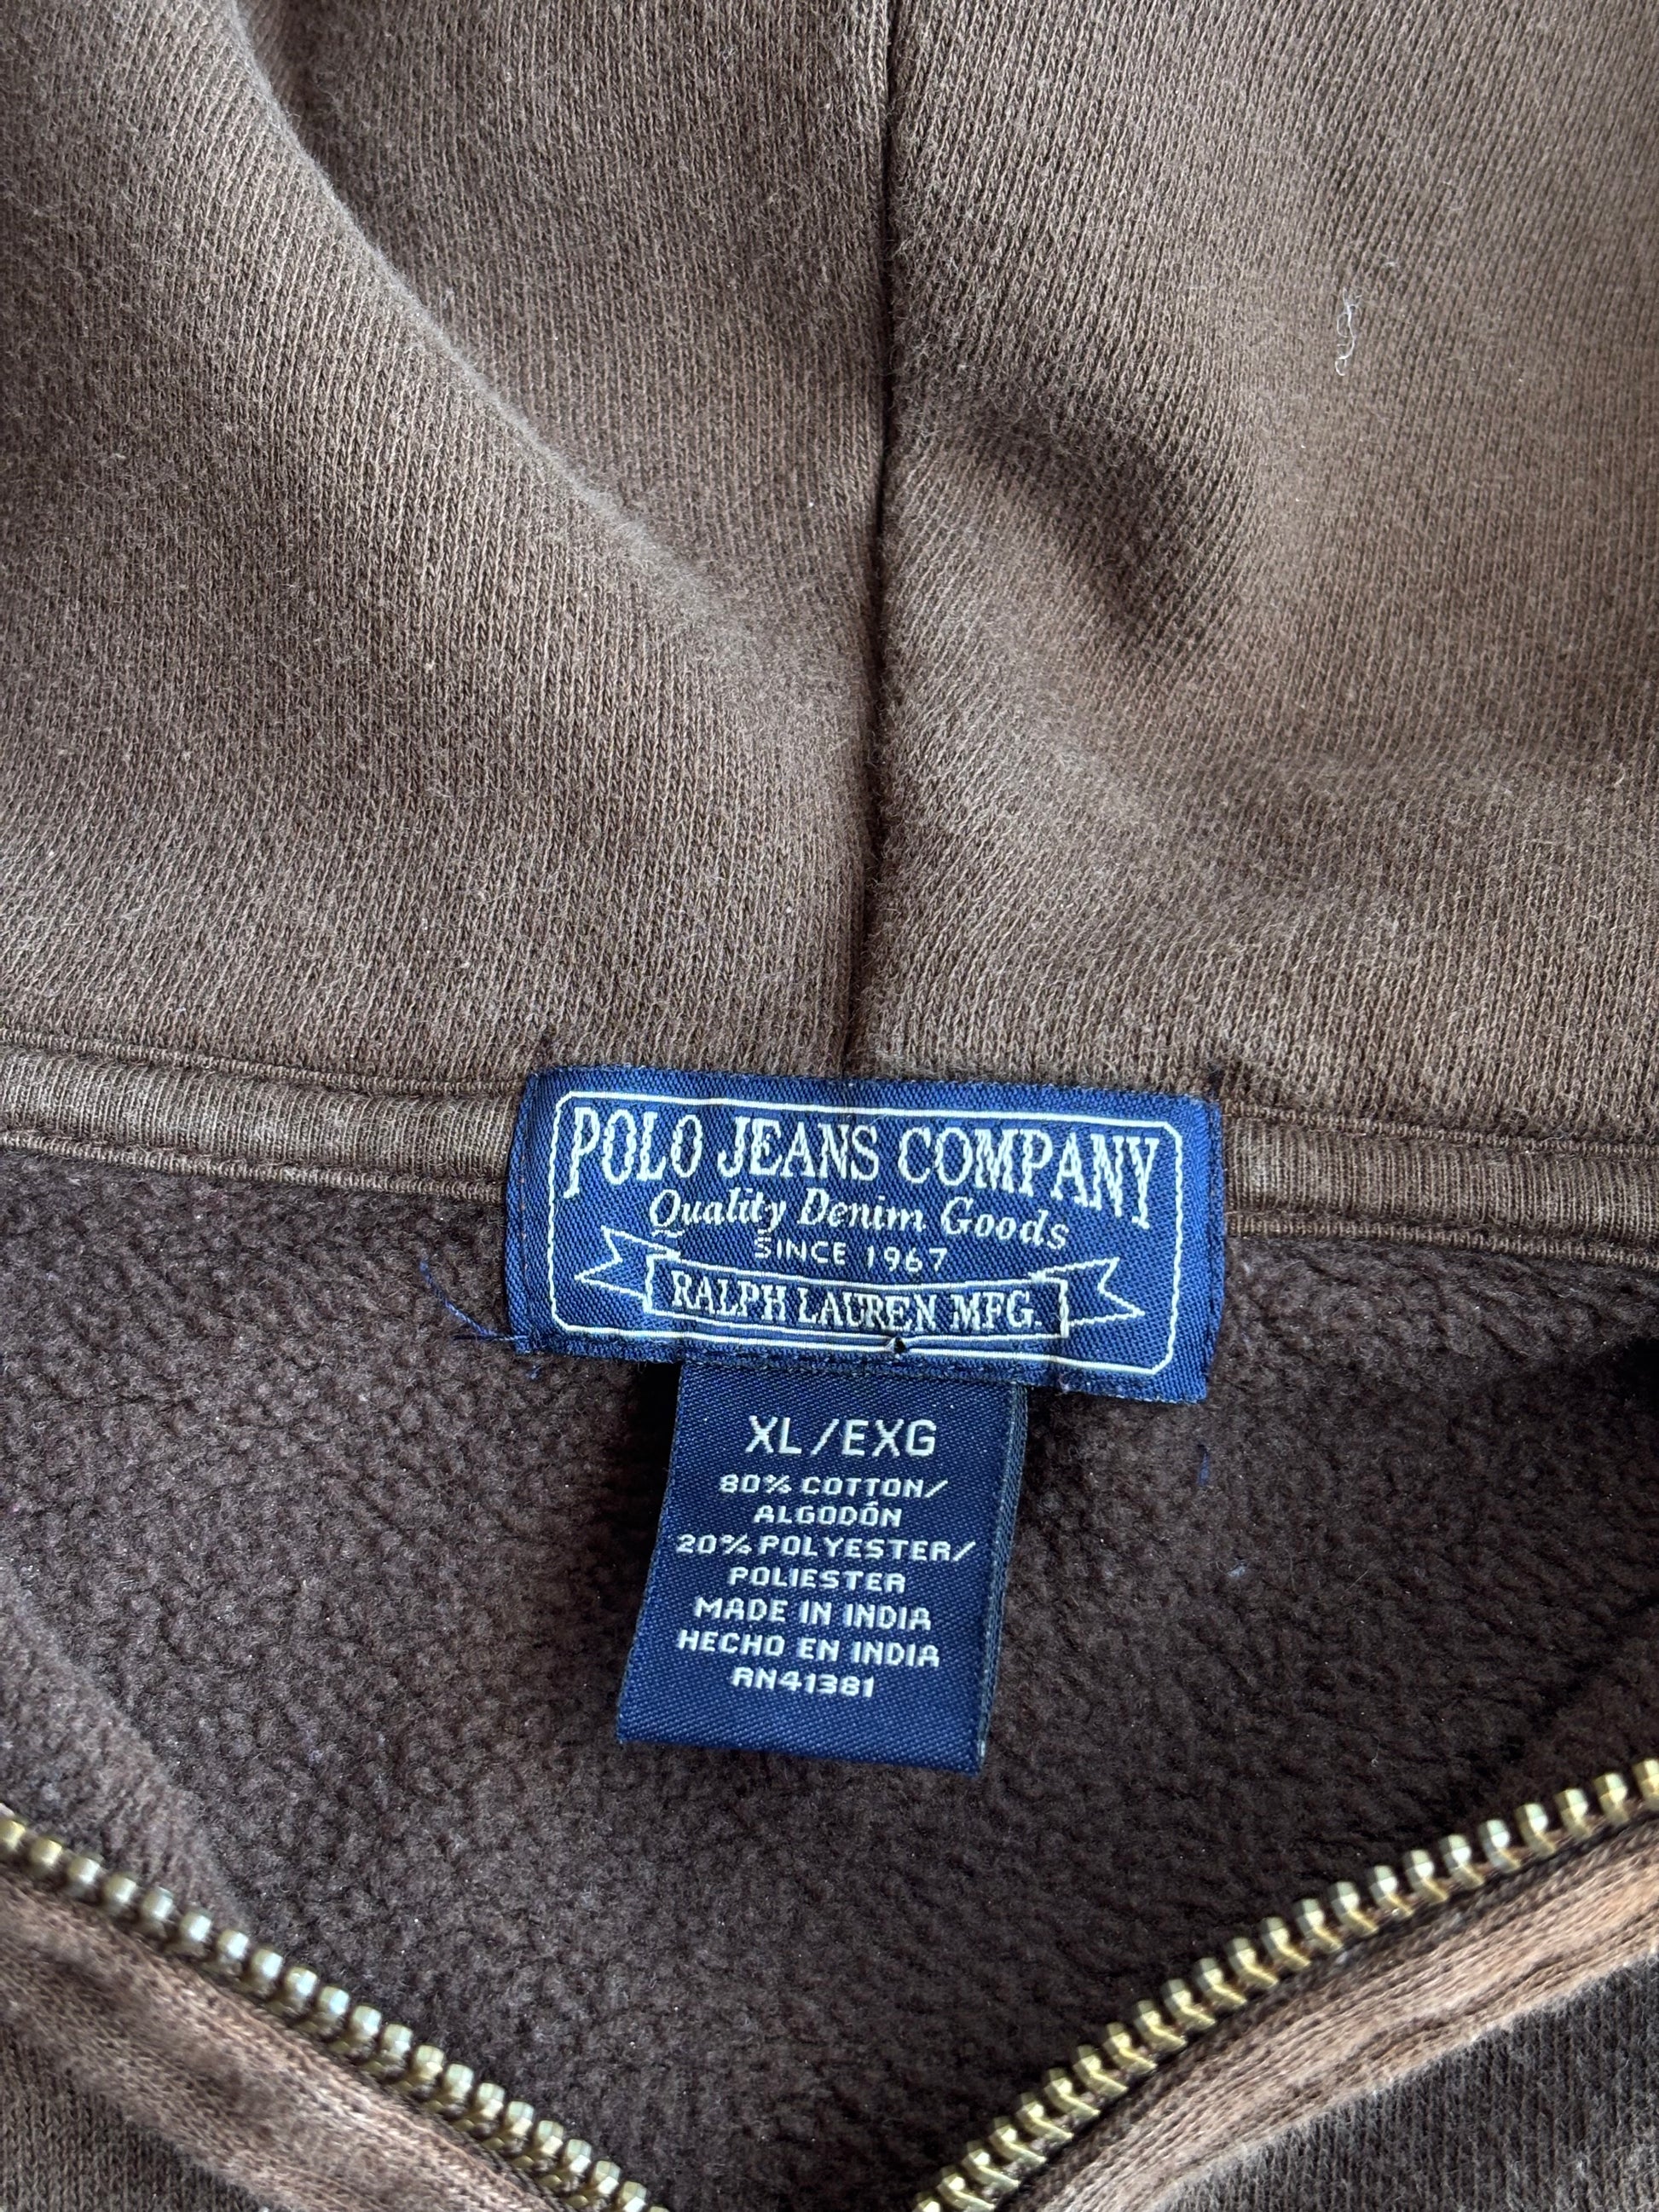 POLO JEANS COMPANY
Quality Denim Goods
SINCE 1967
RALPH LAUREN MFG.
XL/EXG
80% COTTON/
ALGODÓN
20% POLYESTER/
POLIESTER
MADE IN INDIA
HECHO EN INDIA
RN41381